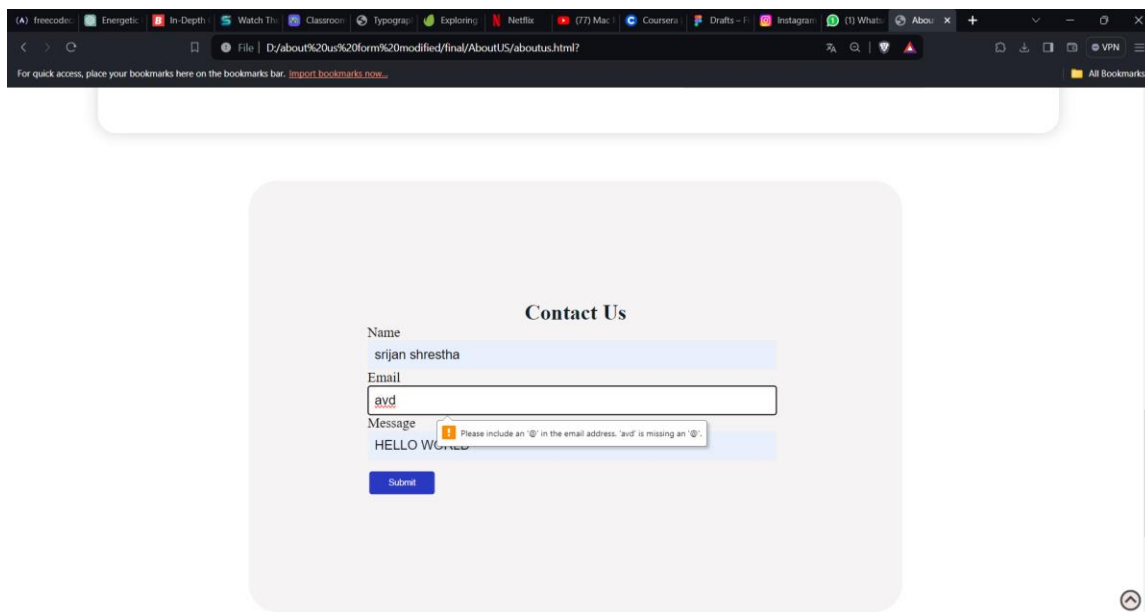 freecodec
Energetic
In-Depth
Watch The
Classroom
Typograp
Exploring
Netflix
(77) Mac
Coursera
Drafts – Fi
Instagram
(1) Whats
Abou
File
D:/about%20us%20form%20modified/final/AboutUS/aboutus.html?
VPN
For quick access, place your bookmarks here on the bookmarks bar. Import bookmarks now...
All Bookmarks
Contact Us
Name
srijan shrestha
Email
avd
Message
Please include an '@' in the email address. 'avd' is missing an '@'.
HELLO WORLD
Submit